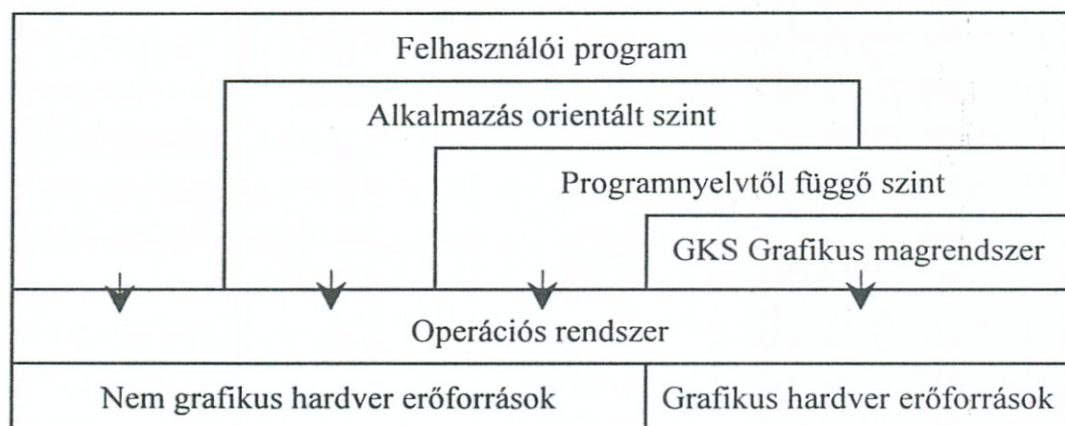 Felhasználói program
Alkalmazás orientált szint
Programnyelvtől függő szint
GKS Grafikus magrendszer
Operációs rendszer
Nem grafikus hardver erőforrások
Grafikus hardver erőforrások